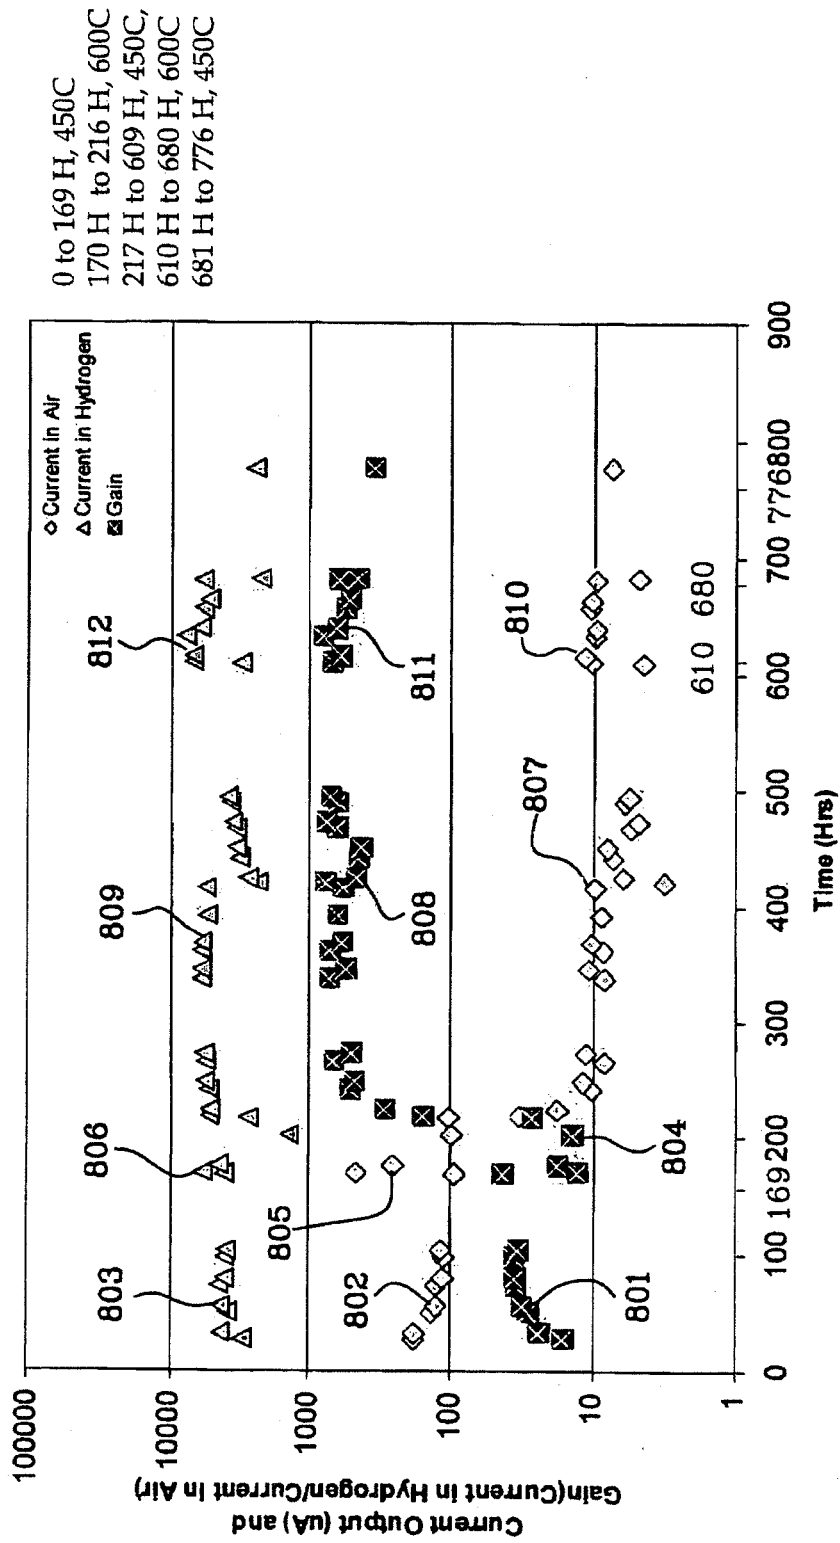 0 to 169 H, 450C
170 H to 216 H, 600C
217 H to 609 H, 450C,
610 H to 680 H, 600C
681 H to 776 H, 450C
Current in Air
Current in Hydrogen
Gain
Current Output (uA) and
Gain(Current in Hydrogen/Current In Air)
100000
10000
1000
100
10
1
803
806
809
812
805
802
801
804
808
811
807
810
610
680
0
100
169
200
300
400
500
600
700
776
800
900
Time (Hrs)